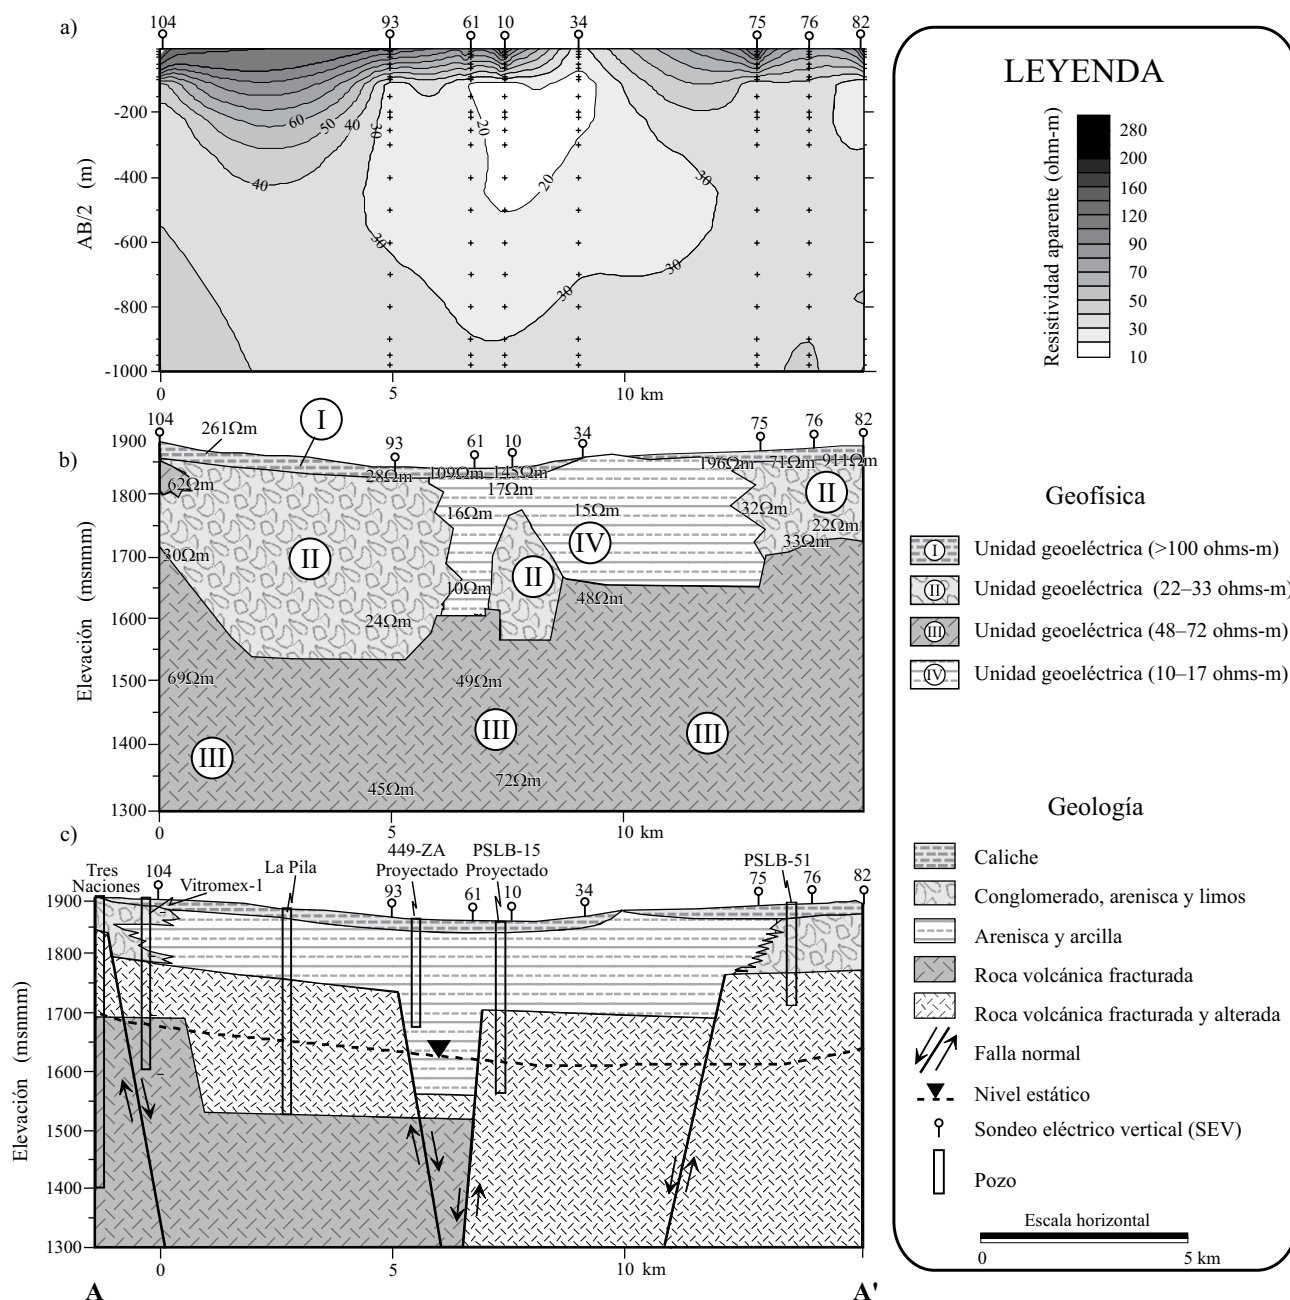 a)
104 93 61 10 34 75 76 82
-200
-400
-600
-800
-1000
AB/2 (m)
60 50 40 30 20
40 20 30
30 30
30
0 5 10 km
b)
104 93 61 10 34 75 76 82
I
261Ωm
1900
1800
1700
1600
1500
1400
1300
Elevación (msnmm)
28Ωm 109Ωm 145Ωm 196Ωm 71Ωm 911Ωm
62Ωm 17Ωm II
16Ωm 15Ωm 32Ωm 22Ωm
30Ωm II IV 33Ωm
10Ωm II 48Ωm
24Ωm
69Ωm 49Ωm
III III III
45Ωm 72Ωm
0 5 10 km
c)
Tres
Naciones
104
Vitromex-1
La Pila
93
449-ZA
Proyectado
61
PSLB-15
Proyectado
10
34
75
PSLB-51
76
82
1900
1800
1700
1600
1500
1400
1300
Elevación (msnmm)
0 5 10 km
A A'
LEYENDA
Resistividad aparente (ohm-m)
280
200
160
120
90
70
50
30
10
Geofísica
I Unidad geoeléctrica (>100 ohms-m)
II Unidad geoeléctrica (22–33 ohms-m)
III Unidad geoeléctrica (48–72 ohms-m)
IV Unidad geoeléctrica (10–17 ohms-m)
Geología
Caliche
Conglomerado, arenisca y limos
Arenisca y arcilla
Roca volcánica fracturada
Roca volcánica fracturada y alterada
Falla normal
Nivel estático
Sondeo eléctrico vertical (SEV)
Pozo
Escala horizontal
0 5 km